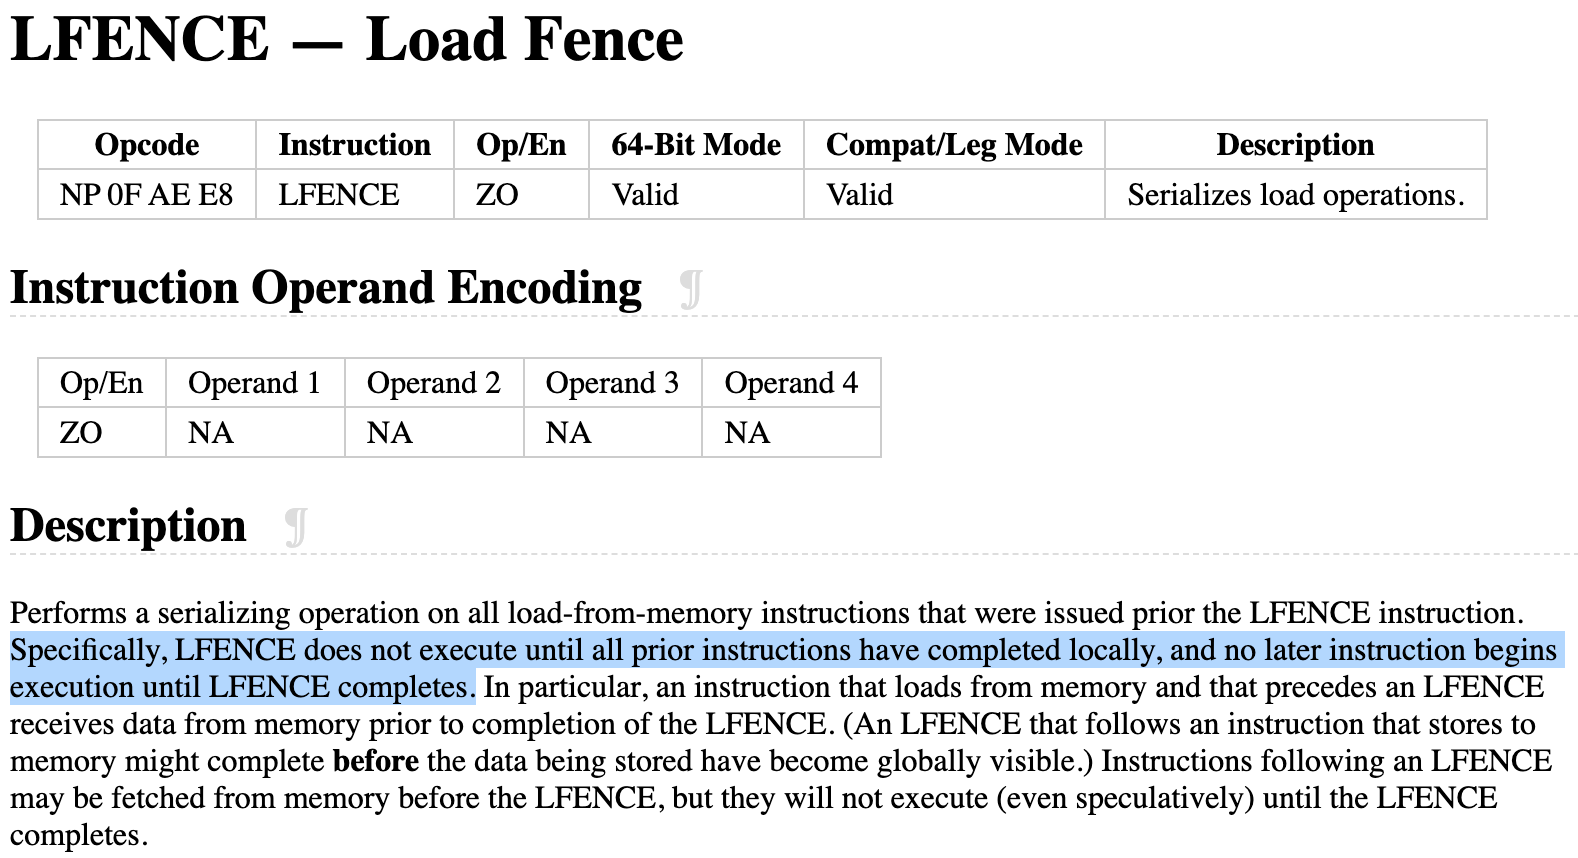 LFENCE — Load Fence
Opcode Instruction Op/En 64-Bit Mode Compat/Leg Mode Description
NP 0F AE E8 LFENCE ZO Valid Valid Serializes load operations.
Instruction Operand Encoding ¶
Op/En Operand 1 Operand 2 Operand 3 Operand 4
ZO NA NA NA NA
Description ¶
Performs a serializing operation on all load-from-memory instructions that were issued prior the LFENCE instruction.
Specifically, LFENCE does not execute until all prior instructions have completed locally, and no later instruction begins
execution until LFENCE completes. In particular, an instruction that loads from memory and that precedes an LFENCE
receives data from memory prior to completion of the LFENCE. (An LFENCE that follows an instruction that stores to
memory might complete before the data being stored have become globally visible.) Instructions following an LFENCE
may be fetched from memory before the LFENCE, but they will not execute (even speculatively) until the LFENCE
completes.